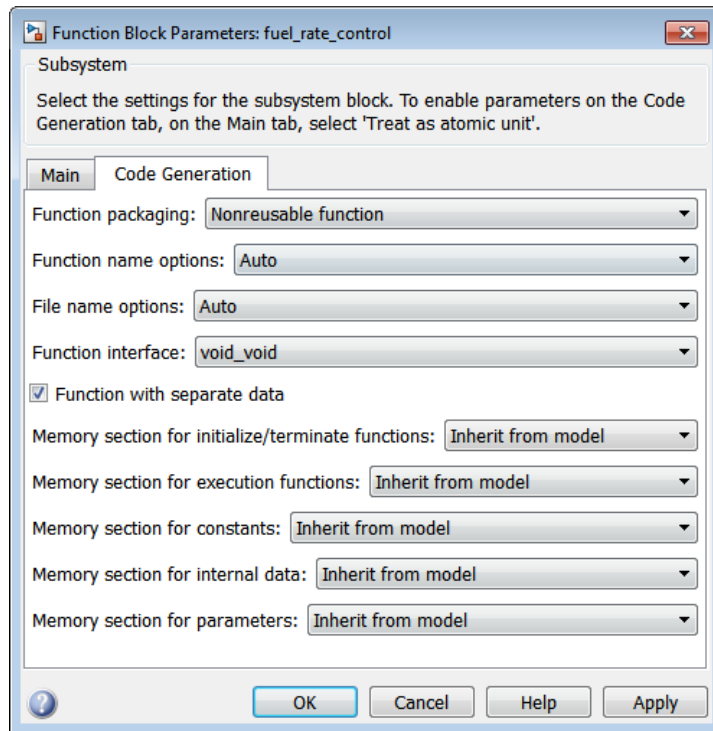 Function Block Parameters: fuel_rate_control
Subsystem
Select the settings for the subsystem block. To enable parameters on the Code
Generation tab, on the Main tab, select 'Treat as atomic unit'.
Main Code Generation
Function packaging: Nonreusable function
Function name options: Auto
File name options: Auto
Function interface: void_void
Function with separate data
Memory section for initialize/terminate functions: Inherit from model
Memory section for execution functions: Inherit from model
Memory section for constants: Inherit from model
Memory section for internal data: Inherit from model
Memory section for parameters: Inherit from model
? OK Cancel Help Apply